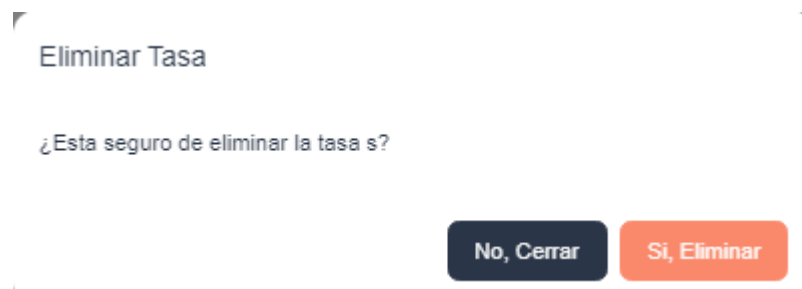 Eliminar Tasa
¿Esta seguro de eliminar la tasa s?
No, Cerrar
Si, Eliminar